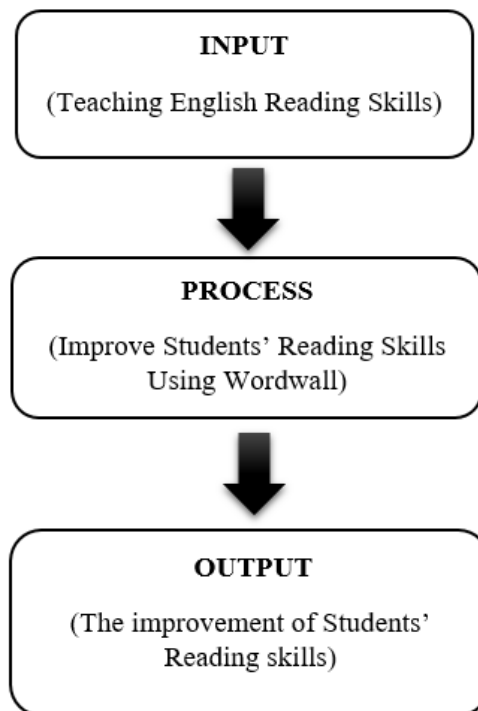 INPUT
(Teaching English Reading Skills)
PROCESS
(Improve Students’ Reading Skills
Using Wordwall)
OUTPUT
(The improvement of Students’
Reading skills)